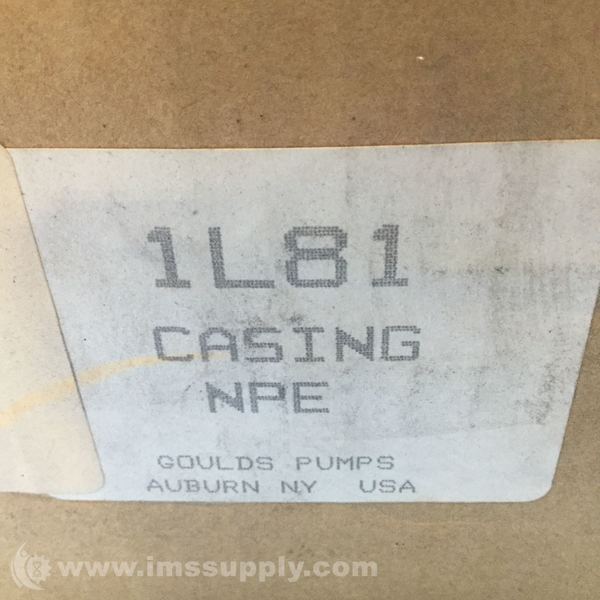 1L81
CASING
NPE
GOULDS PUMPS
AUBURN NY USA
www.imssupply.com